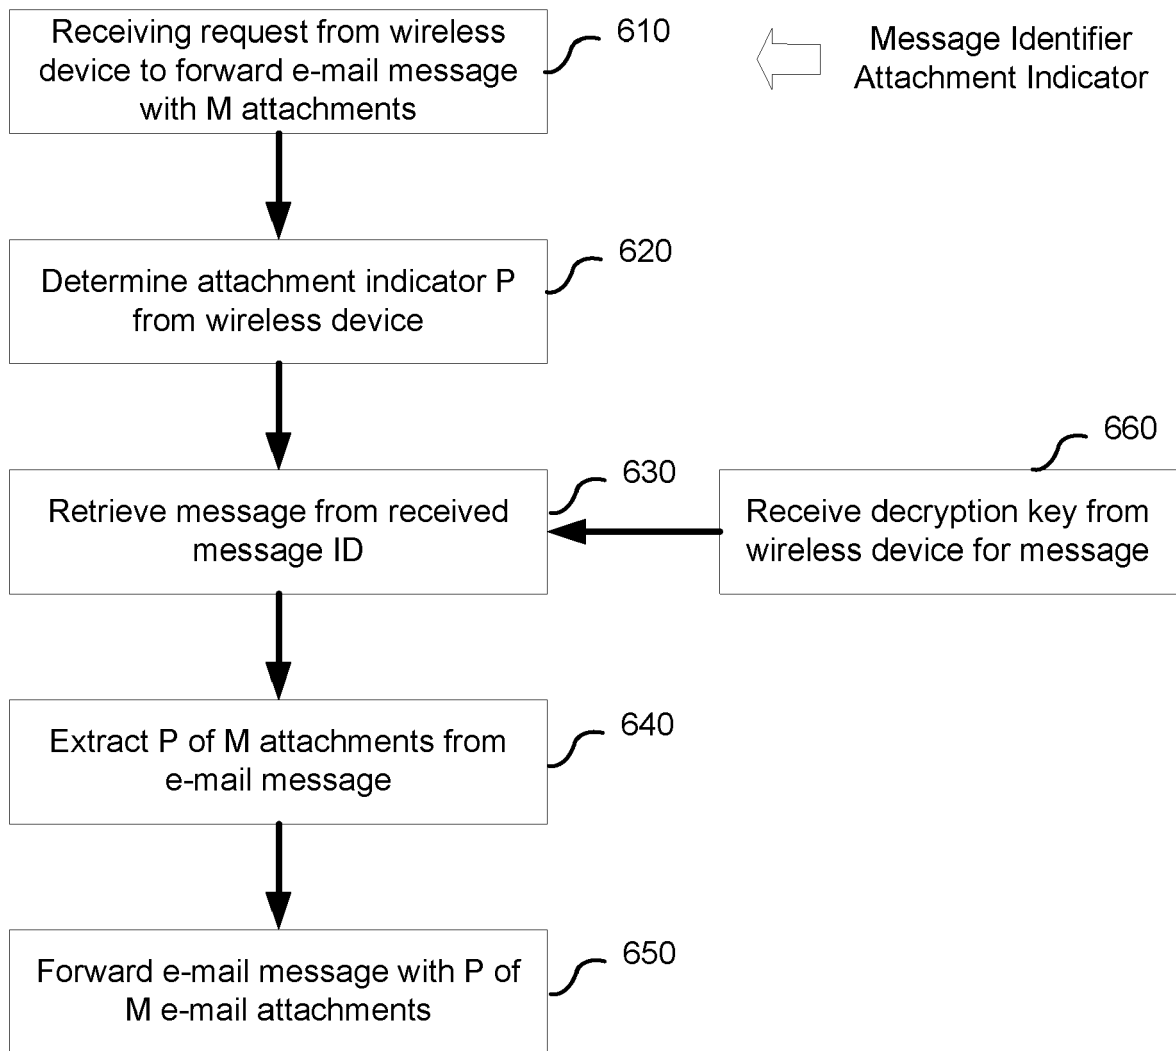 Receiving request from wireless
device to forward e-mail message
with M attachments
610
Message Identifier
Attachment Indicator
Determine attachment indicator P
from wireless device
620
Retrieve message from received
message ID
630
Receive decryption key from
wireless device for message
660
Extract P of M attachments from
e-mail message
640
Forward e-mail message with P of
M e-mail attachments
650